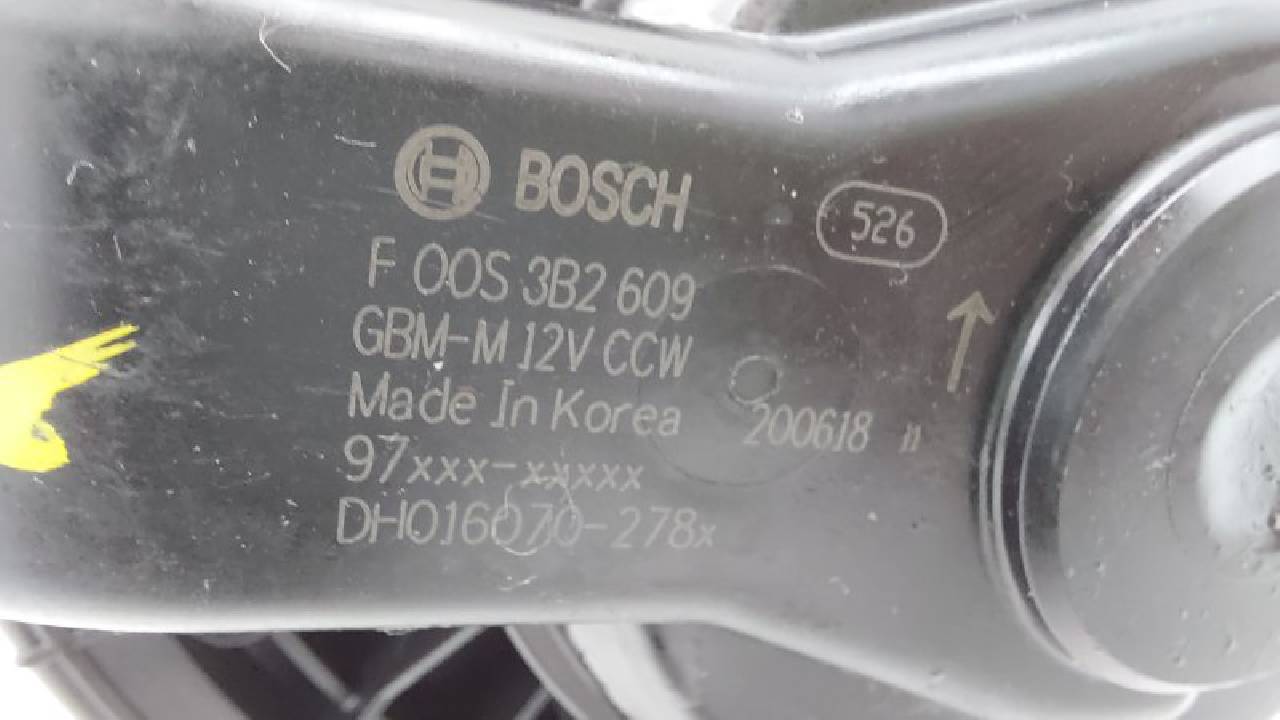 BOSCH
526
F 00S 3B2 609
GBM-M 12V CCW
Made In Korea
200618 n
97xxx-xxxxx
DH016070-278x